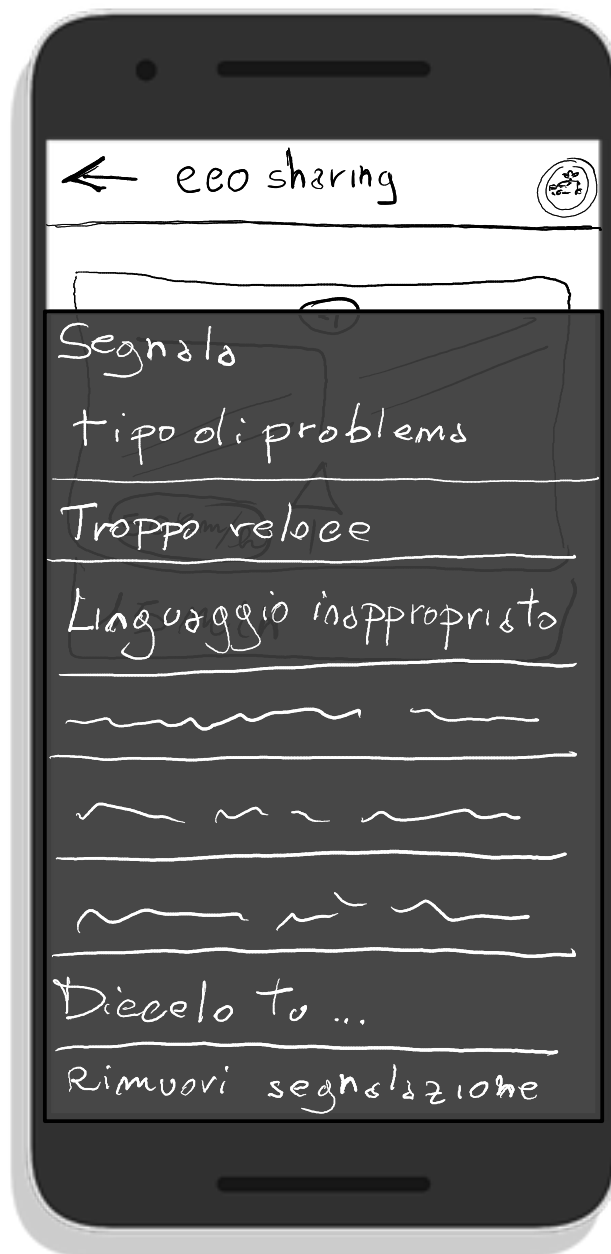 eco sharing
Segnala
tipo di problema
Troppo veloce
Linguaggio inappropriato
Diccelo tu ...
Rimuovi segnalazione